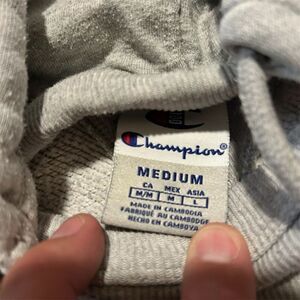 Champion
MEDIUM
CA MEX ASIA
M/M M L
MADE IN CAMBODIA
FABRIQUÉ AU CAMBODGE
HECHO EN CAMBOYA